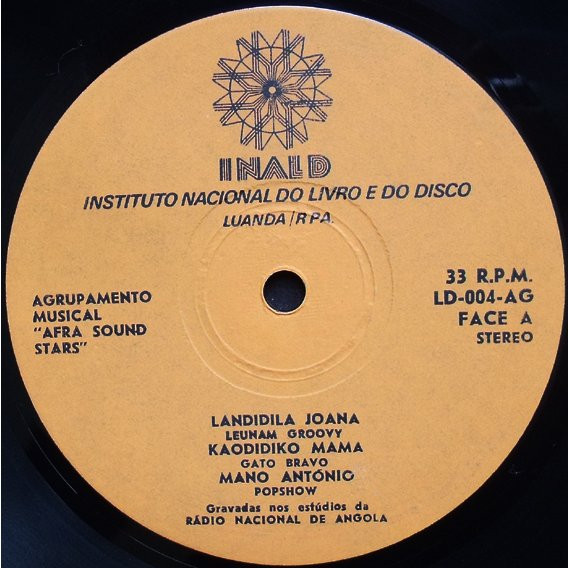 INALD
INSTITUTO NACIONAL DO LIVRO E DO DISCO
LUANDA/RPA.
AGRUPAMENTO
MUSICAL
"AFRA SOUND
STARS"
33 R.P.M.
LD-004-AG
FACE A
STEREO
LANDIDILA JOANA
LEUNAM GROOVY
KAODIDIKO MAMA
GATO BRAVO
MANO ANTÓNIO
POPSHOW
Gravadas nos estúdios da
RÁDIO NACIONAL DE ANGOLA